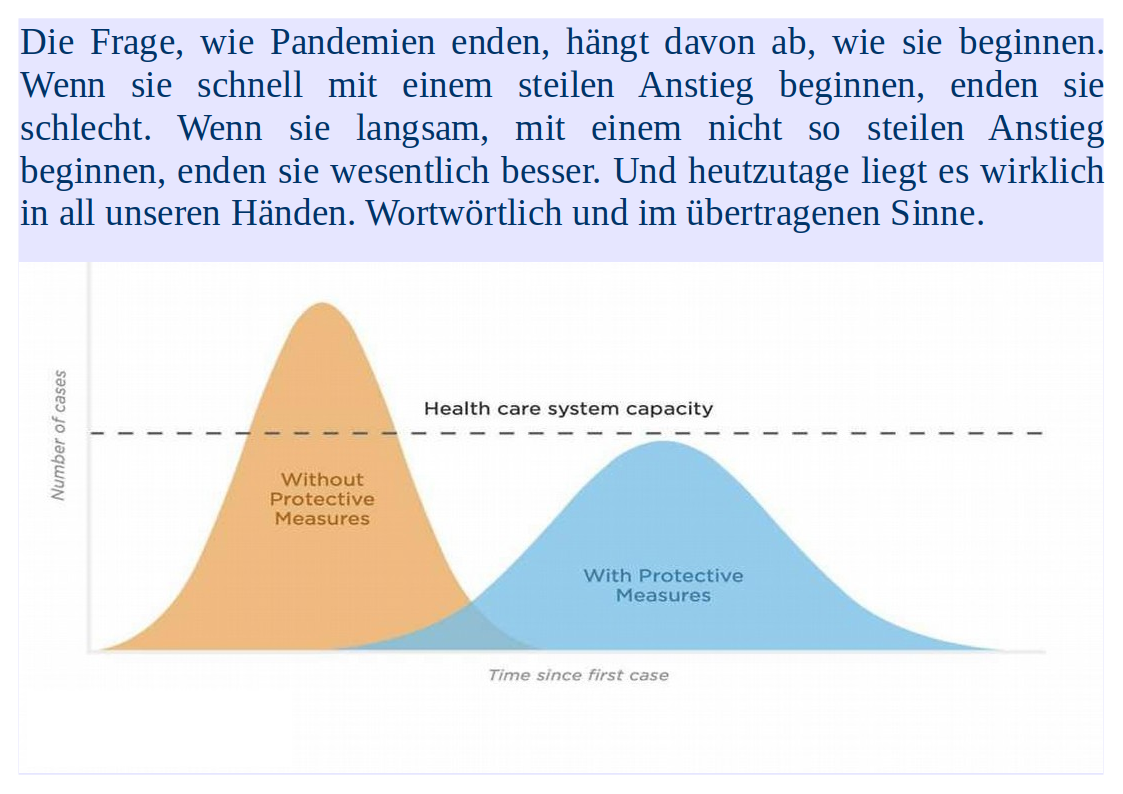 Die Frage, wie Pandemien enden, hängt davon ab, wie sie beginnen.
Wenn sie schnell mit einem steilen Anstieg beginnen, enden sie
schlecht. Wenn sie langsam, mit einem nicht so steilen Anstieg
beginnen, enden sie wesentlich besser. Und heutzutage liegt es wirklich
in all unseren Händen. Wortwörtlich und im übertragenen Sinne.
Number of cases
Health care system capacity
Without
Protective
Measures
With Protective
Measures
Time since first case